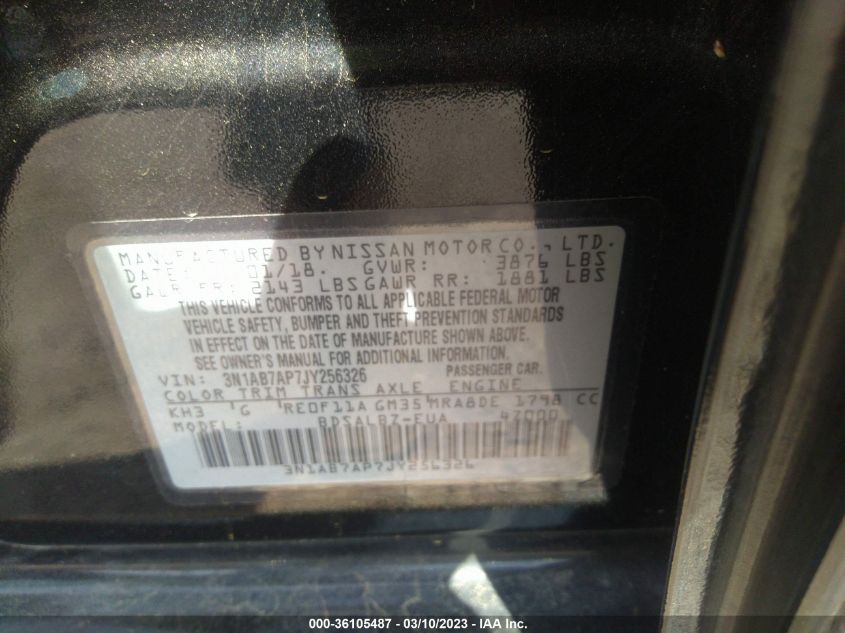 MANUFACTURED BY NISSAN MOTOR CO., LTD.
DATE: 01/18. GVWR: 3876 LBS
GAWR FR: 2143 LBS GAWR RR: 1881 LBS
THIS VEHICLE CONFORMS TO ALL APPLICABLE FEDERAL MOTOR
VEHICLE SAFETY, BUMPER AND THEFT PREVENTION STANDARDS
IN EFFECT ON THE DATE OF MANUFACTURE SHOWN ABOVE.
SEE OWNER'S MANUAL FOR ADDITIONAL INFORMATION.
VIN: 3N1AB7AP7JY256326 PASSENGER CAR.
COLOR TRIM TRANS AXLE ENGINE
KH3 G RE0F11A GM35 MRA8DE 1798 CC
MODEL: BDSALBZ-EUA 47000
3N1AB7AP7JY256326
000-36105487 - 03/10/2023 - IAA Inc.